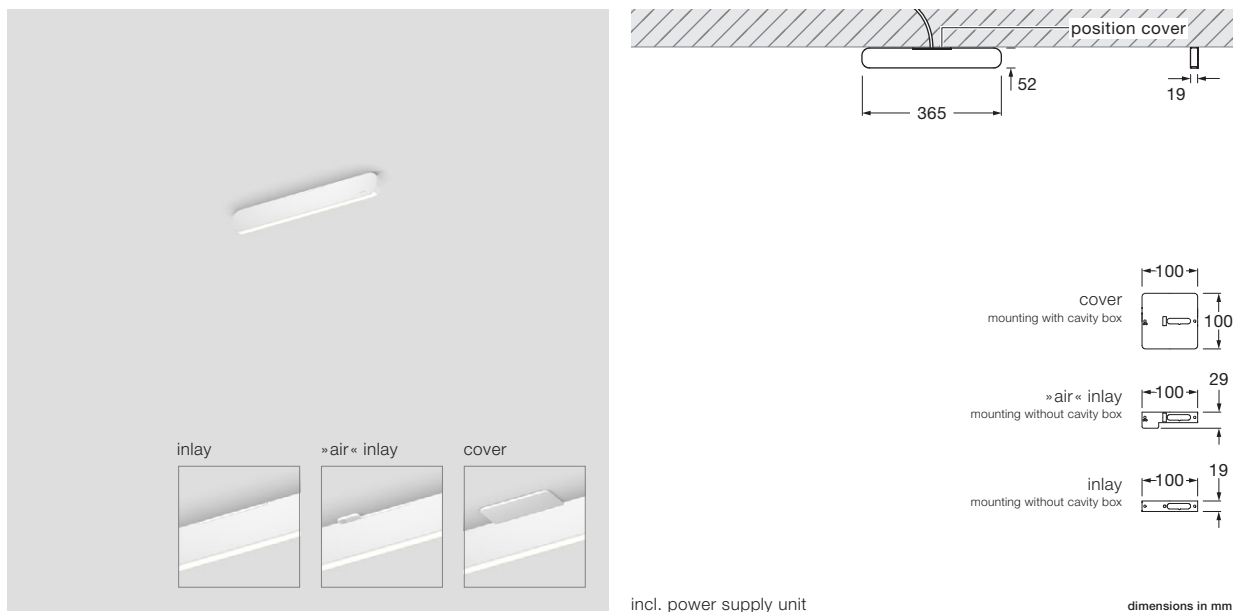 inlay
»air« inlay
cover
position cover
52
19
365
100
cover
mounting with cavity box
100
29
»air« inlay
100
mounting without cavity box
19
inlay
100
mounting without cavity box
incl. power supply unit
dimensions in mm